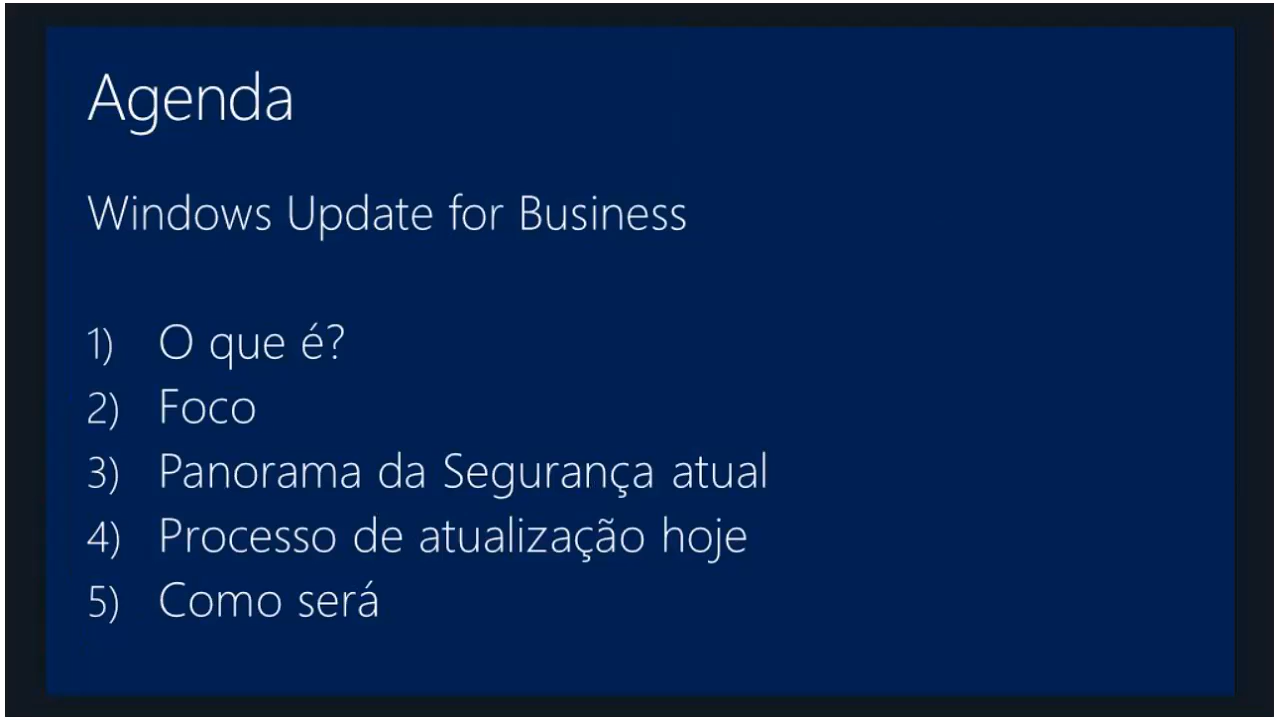 Agenda
Windows Update for Business
1) O que é?
2) Foco
3) Panorama da Segurança atual
4) Processo de atualização hoje
5) Como será